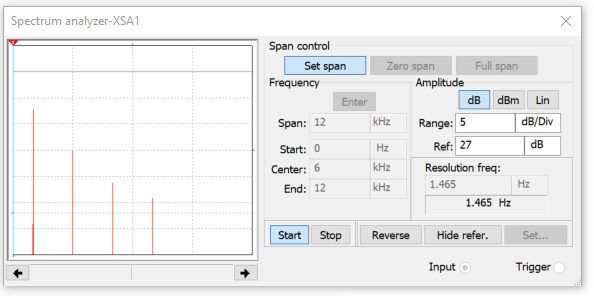 Spectrum analyzer-XSA1
Span control
Set span Zero span Full span
Frequency
Enter
Span: 12 kHz
Start: 0 Hz
Center: 6 kHz
End: 12 kHz
Amplitude
dB dBm Lin
Range: 5 dB/Div
Ref: 27 dB
Resolution freq:
1.465 Hz
1.465 Hz
Start Stop Reverse Hide refer. Set...
Input Trigger